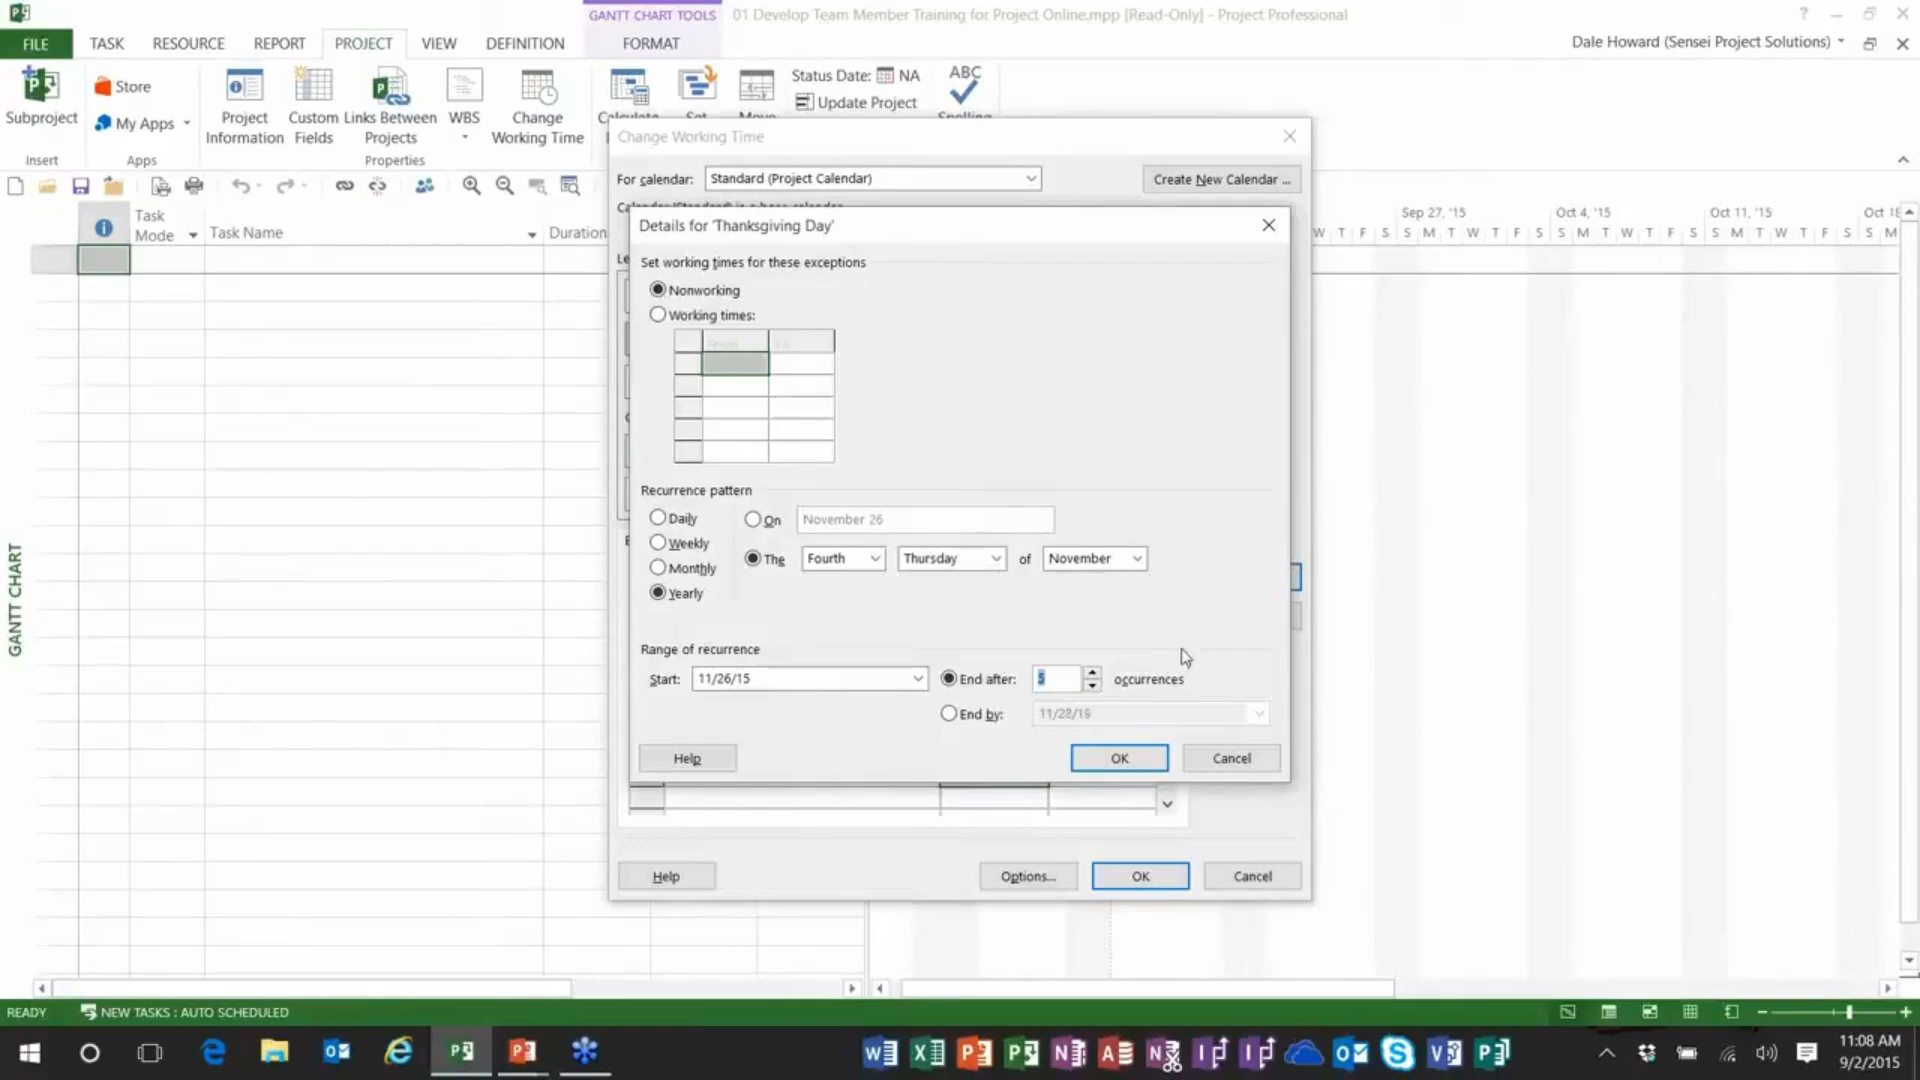 GANTT CHART TOOLS
01 Develop Team Member Training for Project Online.mpp [Read-Only] - Project Professional
?
FILE TASK RESOURCE REPORT PROJECT VIEW DEFINITION FORMAT
Dale Howard (Sensei Project Solutions)
Subproject
Store
My Apps
Project Information
Custom Fields
Links Between Projects
WBS
Change Working Time
Status Date: NA
Update Project
ABC
Insert Apps Properties
Change Working Time
For calendar: Standard (Project Calendar)
Create New Calendar ...
Task Mode
Task Name
Duration
Sep 27, '15 Oct 4, '15 Oct 11, '15 Oct 18
W T F S S M T W T F S S M T W T F S S M T W T F S S M
Details for 'Thanksgiving Day'
Set working times for these exceptions
Nonworking
Working times:
Recurrence pattern
Daily
Weekly
Monthly
Yearly
On November 26
The Fourth Thursday of November
Range of recurrence
Start: 11/26/15
End after: 5 occurrences
End by: 11/28/19
Help OK Cancel
Help Options... OK Cancel
GANTT CHART
READY NEW TASKS : AUTO SCHEDULED
11:08 AM
9/2/2015